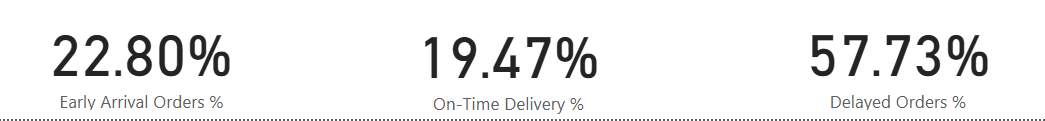 22.80% 19.47% 57.73%
Early Arrival Orders % On-Time Delivery % Delayed Orders %